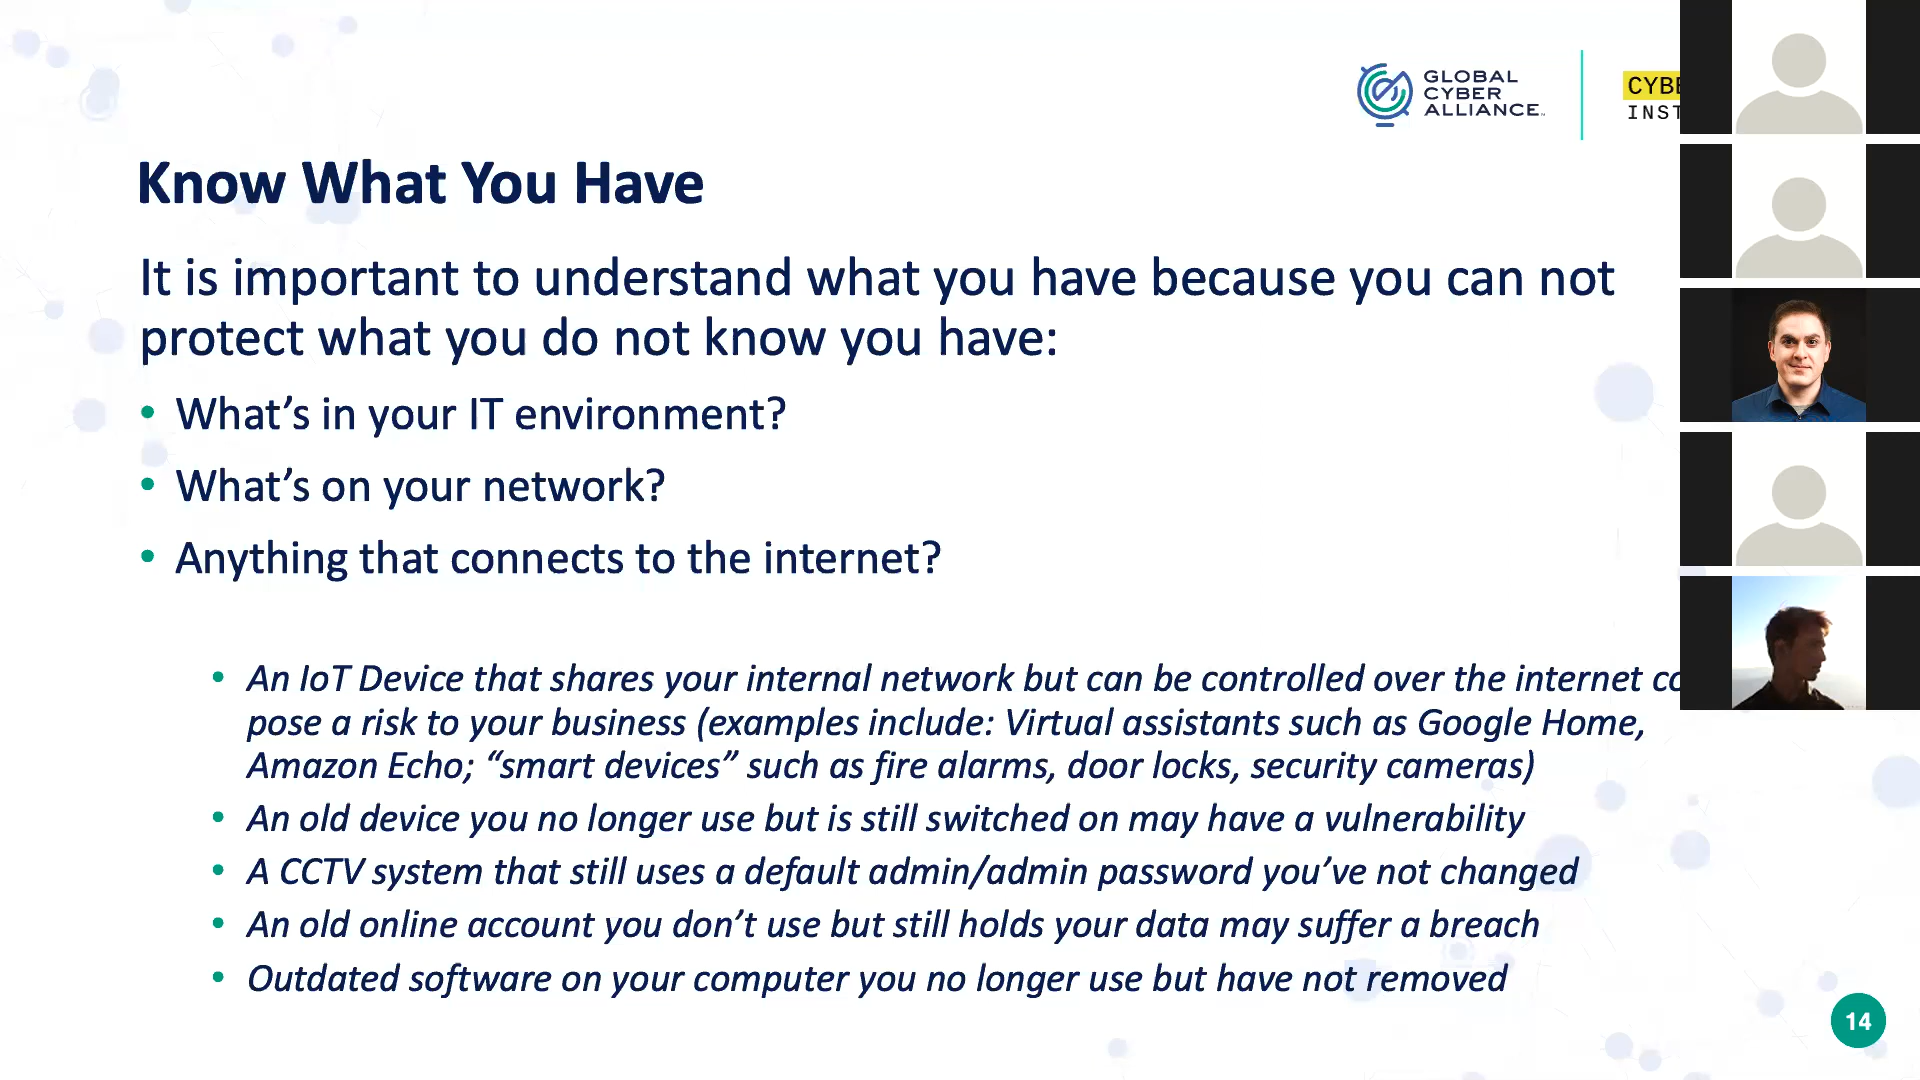 GLOBAL
CYBER
ALLIANCE
Know What You Have
It is important to understand what you have because you can not
protect what you do not know you have:
• What’s in your IT environment?
• What’s on your network?
• Anything that connects to the internet?
• An IoT Device that shares your internal network but can be controlled over the internet
pose a risk to your business (examples include: Virtual assistants such as Google Home,
Amazon Echo; “smart devices” such as fire alarms, door locks, security cameras)
• An old device you no longer use but is still switched on may have a vulnerability
• A CCTV system that still uses a default admin/admin password you’ve not changed
• An old online account you don’t use but still holds your data may suffer a breach
• Outdated software on your computer you no longer use but have not removed
14